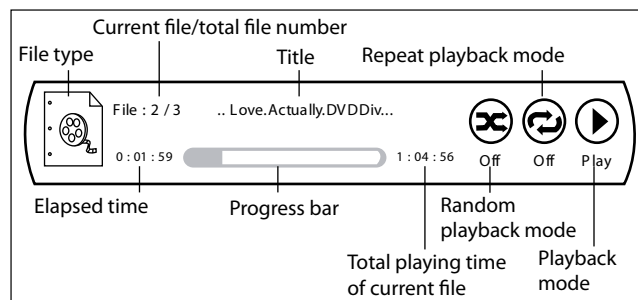 Current file/total file number
File type
Title
Repeat playback mode
File : 2 / 3
.. Love.Actually.DVDDiv...
0 : 01 : 59
1 : 04 : 56
Off
Off
Play
Elapsed time
Progress bar
Random
playback mode
Total playing time
of current file
Playback
mode